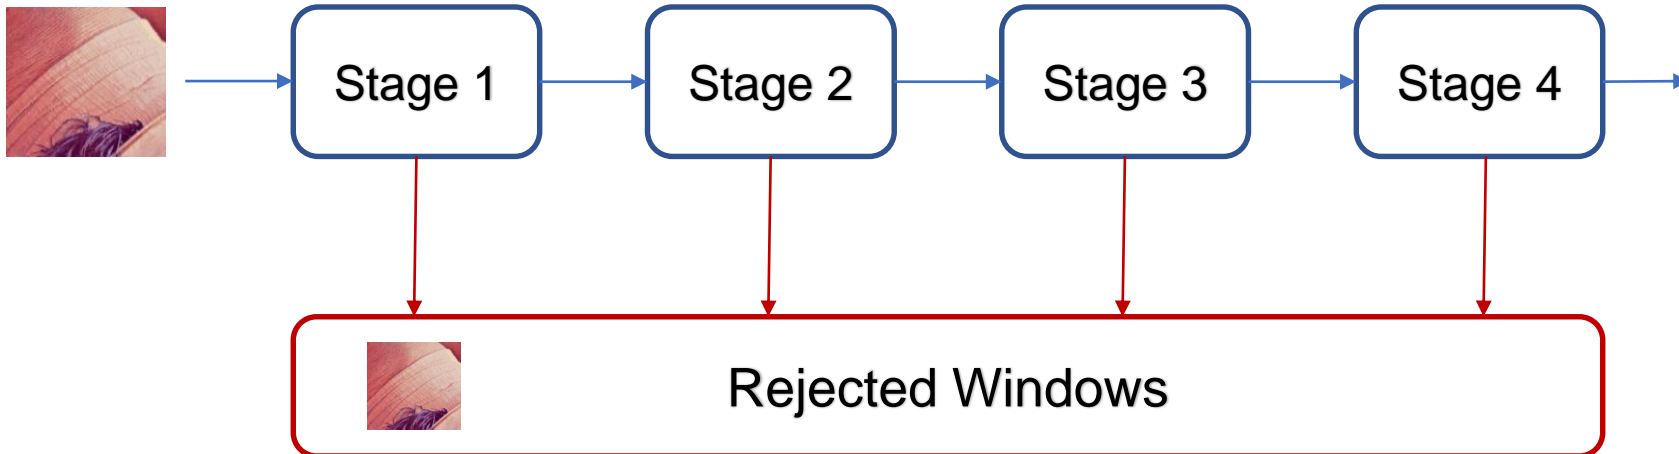 Stage 1
Stage 2
Stage 3
Stage 4
Rejected Windows